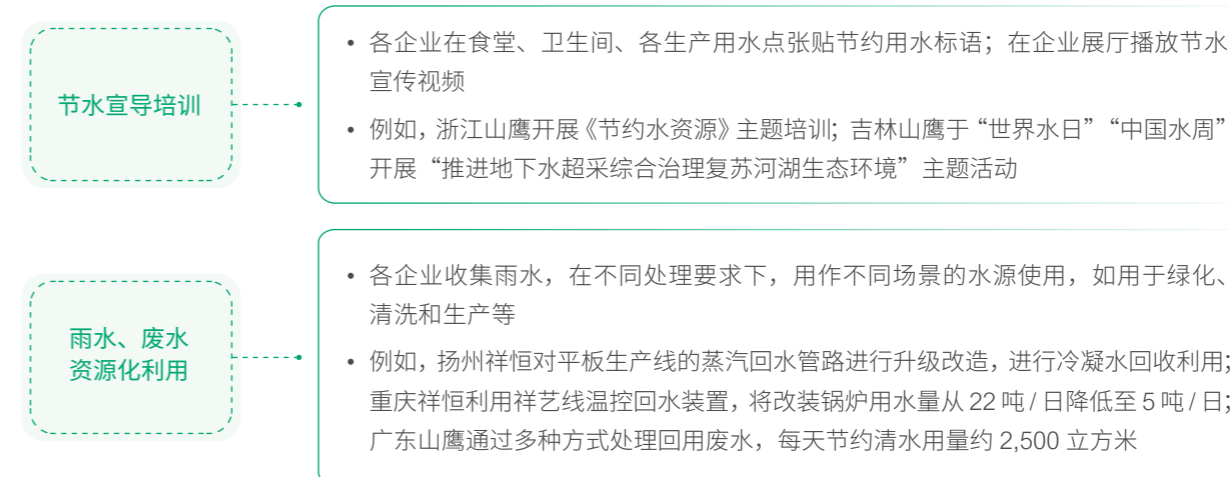 节水宣导培训
• 各企业在食堂、卫生间、各生产用水点张贴节约用水标语；在企业展厅播放节水
宣传视频
• 例如，浙江山鹰开展《节约水资源》主题培训；吉林山鹰于“世界水日”“中国水周”
开展“推进地下水超采综合治理复苏河湖生态环境”主题活动
雨水、废水
资源化利用
• 各企业收集雨水，在不同处理要求下，用作不同场景的水源使用，如用于绿化、
清洗和生产等
• 例如，扬州祥恒对平板生产线的蒸汽回水管路进行升级改造，进行冷凝水回收利用；
重庆祥恒利用祥艺线温控回水装置，将改装锅炉用水量从 22 吨 / 日降低至 5 吨 / 日；
广东山鹰通过多种方式处理回用废水，每天节约清水用量约 2,500 立方米